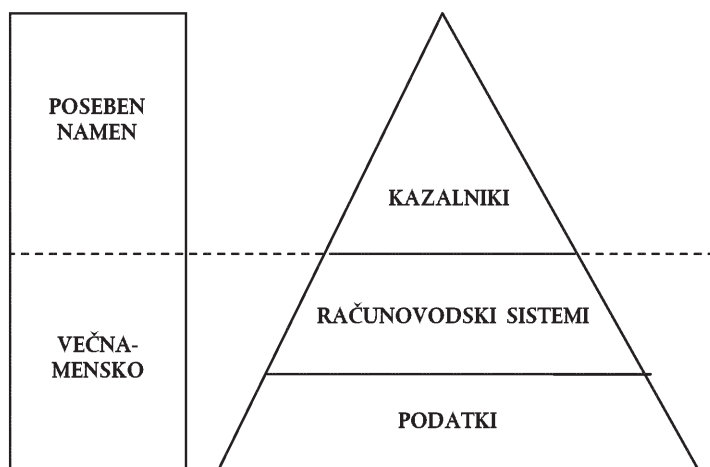 POSEBEN
NAMEN
KAZALNIKI
RAČUNOVODSKI SISTEMI
VEČNA-
MENSKO
PODATKI